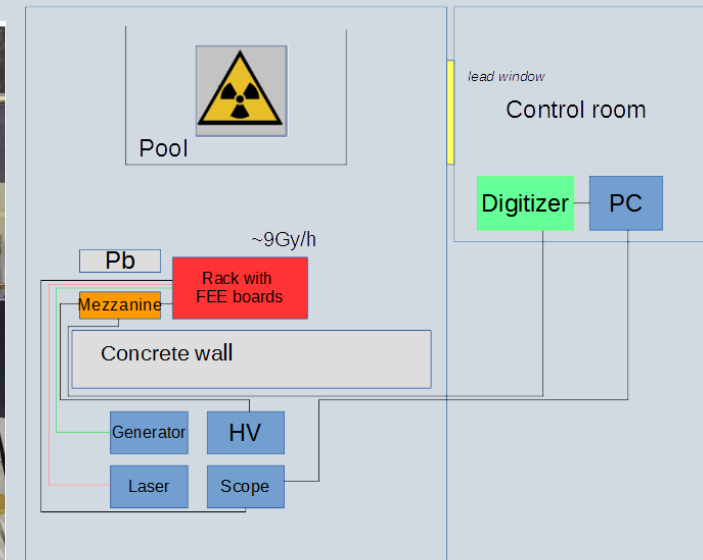 lead window
Control room
Pool
Digitizer
PC
~9Gy/h
Pb
Rack with
FEE boards
Mezzanine
Concrete wall
Generator
HV
Laser
Scope